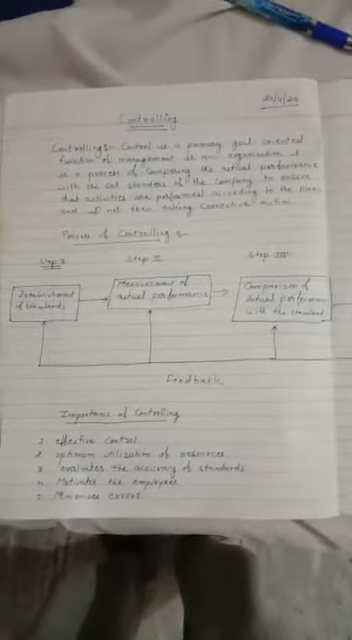 20/4/24
Controlling
Controlling:- Control is a primary goal oriented
function of management in an organisation. It
is a process of comparing the actual performance
with the set standers of the company to ensure
that activities are performed according to the
and if not then taking corrective action
Process of Controlling :-
Step I Step II Step III
Establishment
of standards
Measurement of
actual performance
Comparison of
actual performan
with the standard
Feedback
Importance of Controlling
1. effective control
2. optimum utilization of resources
3. evaluates the accuracy of standards
4. Motivates the employees
5. Minimises errors